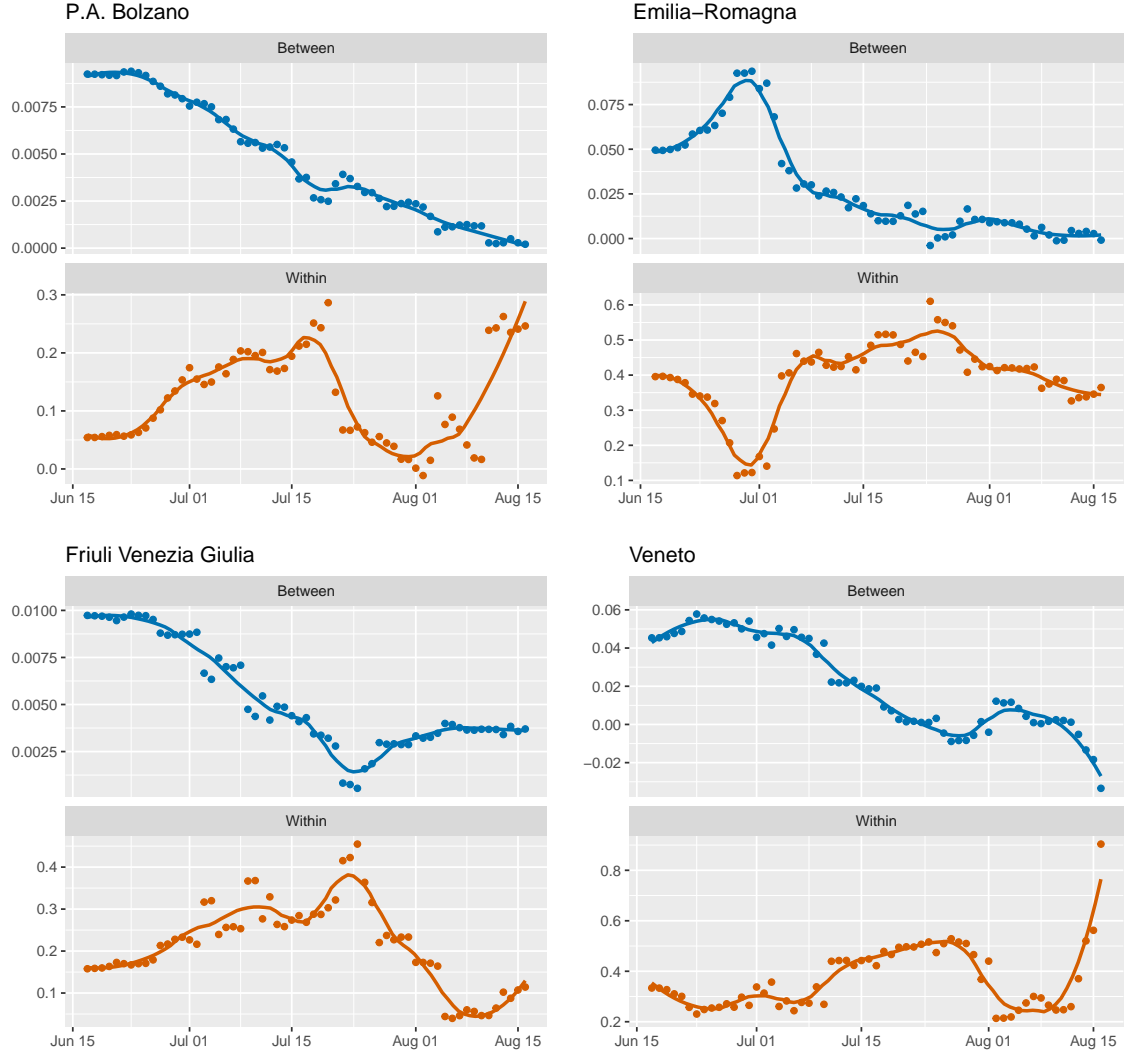 P.A. Bolzano
Between
0.0075
0.0050
0.0025
0.0000
Within
0.3
0.2
0.1
0.0
Jun 15
Jul 01
Jul 15
Aug 01
Aug 15
Emilia−Romagna
Between
0.075
0.050
0.025
0.000
Within
0.6
0.5
0.4
0.3
0.2
0.1
Jun 15
Jul 01
Jul 15
Aug 01
Aug 15
Friuli Venezia Giulia
Between
0.0100
0.0075
0.0050
0.0025
Within
0.4
0.3
0.2
0.1
Jun 15
Jul 01
Jul 15
Aug 01
Aug 15
Veneto
Between
0.06
0.04
0.02
0.00
−0.02
Within
0.8
0.6
0.4
0.2
Jun 15
Jul 01
Jul 15
Aug 01
Aug 15